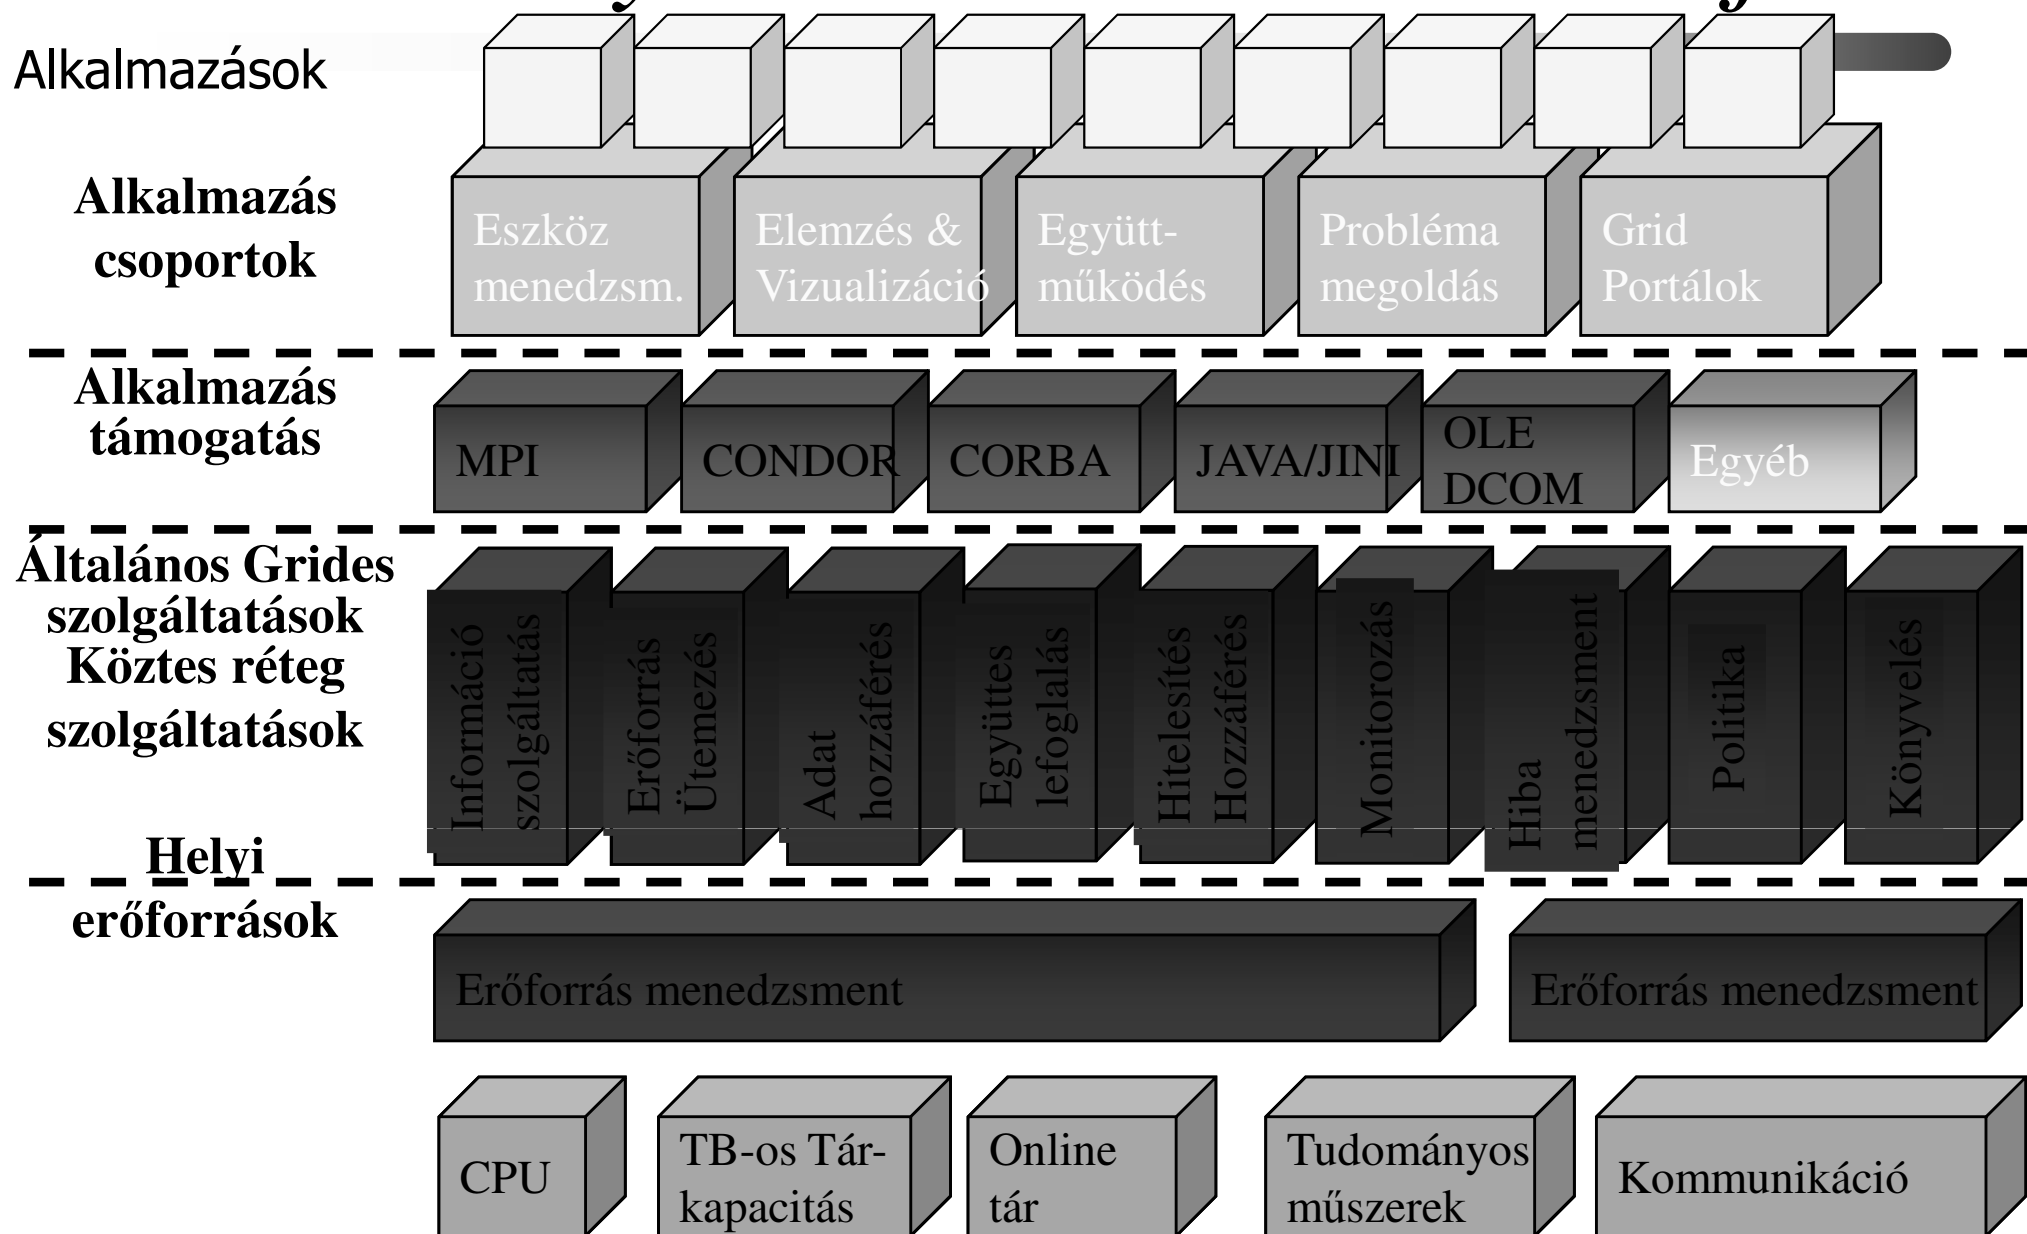 Alkalmazások
Alkalmazás
csoportok
Eszköz
menedzsm.
Elemzés &
Vizualizáció
Együtt-
működés
Probléma
megoldás
Grid
Portálok
Alkalmazás
támogatás
MPI
CONDOR
CORBA
JAVA/JINI
OLE
DCOM
Egyéb
Általános Grides
szolgáltatások
Köztes réteg
szolgáltatások
Információ
szolgáltatás
Erőforrás
Ütemezés
Adat
hozzáférés
Együttes
lefoglalás
Hitelesítés
Hozzáférés
Monitorozás
Hiba
menedzsment
Politika
Könyvelés
Helyi
erőforrások
Erőforrás menedzsment
Erőforrás menedzsment
CPU
TB-os Tár-
kapacitás
Online
tár
Tudományos
műszerek
Kommunikáció